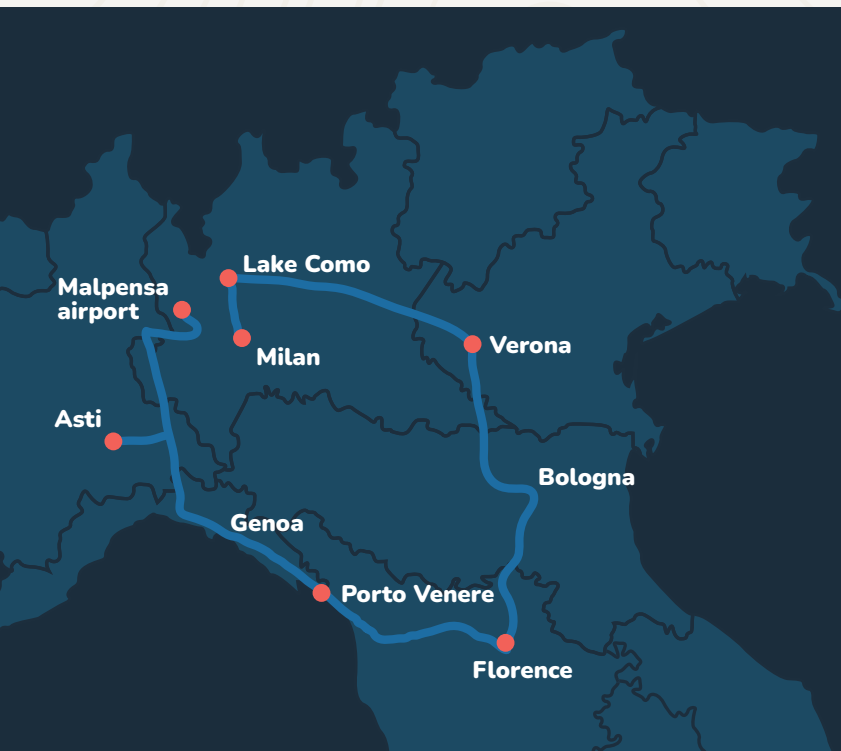 Lake Como
Malpensa
airport
Verona
Milan
Asti
Bologna
Genoa
Porto Venere
Florence